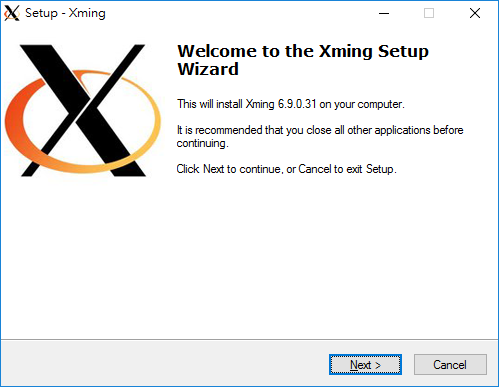 Setup - Xming
Welcome to the Xming Setup
Wizard
This will install Xming 6.9.0.31 on your computer.
It is recommended that you close all other applications before
continuing.
Click Next to continue, or Cancel to exit Setup.
Next >
Cancel